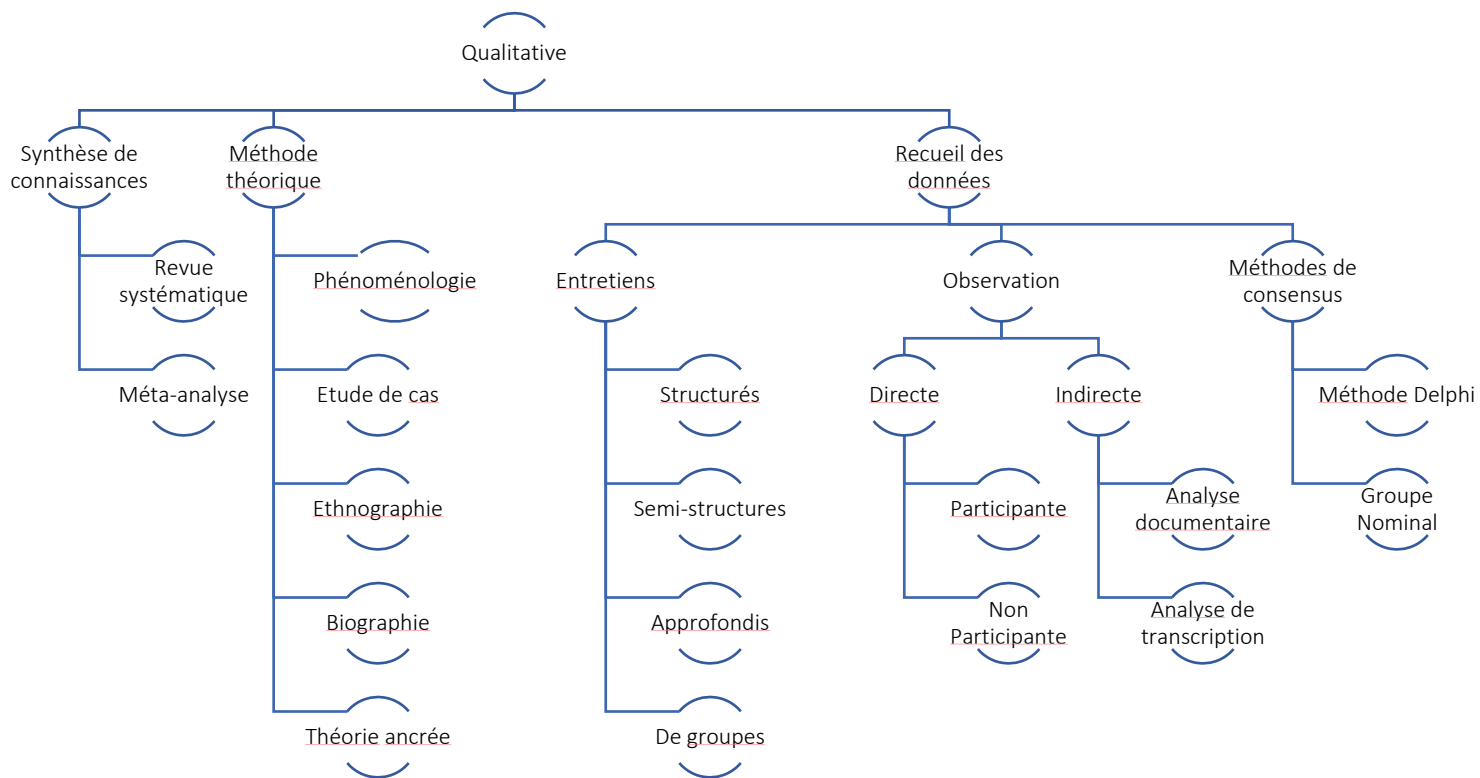 Qualitative
Synthèse de
connaissances
Méthode
théorique
Recueil des
données
Revue
systématique
Méta-analyse
Phénoménologie
Etude de cas
Ethnographie
Biographie
Théorie ancrée
Entretiens
Structurés
Semi-structures
Approfondis
De groupes
Observation
Directe
Participante
Non
Participante
Indirecte
Analyse
documentaire
Analyse de
transcription
Méthodes de
consensus
Méthode Delphi
Groupe
Nominal